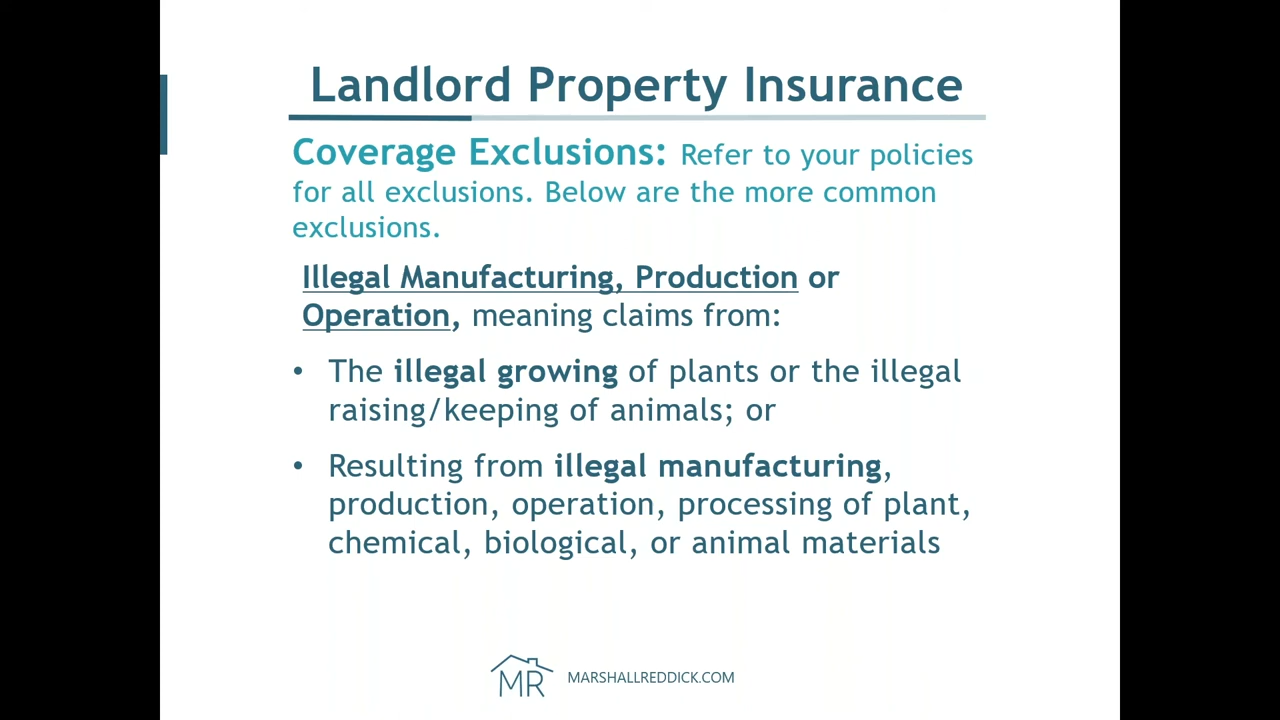 Landlord Property Insurance
Coverage Exclusions: Refer to your policies
for all exclusions. Below are the more common
exclusions.
Illegal Manufacturing, Production or
Operation, meaning claims from:
• The illegal growing of plants or the illegal
raising/keeping of animals; or
• Resulting from illegal manufacturing,
production, operation, processing of plant,
chemical, biological, or animal materials
MR MARSHALLREDDICK.COM